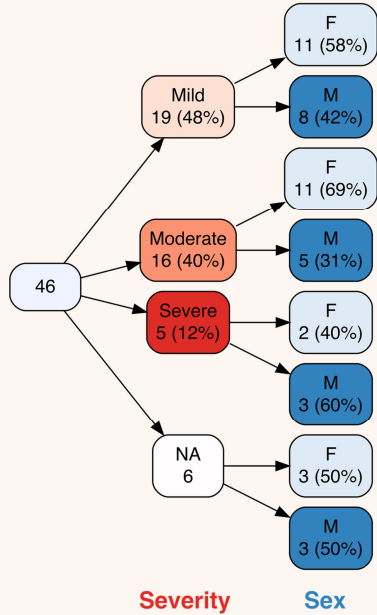 F
11 (58%)
Mild
19 (48%)
M
8 (42%)
F
11 (69%)
Moderate
16 (40%)
M
5 (31%)
46
Severe
5 (12%)
F
2 (40%)
M
3 (60%)
NA
6
F
3 (50%)
M
3 (50%)
Severity
Sex